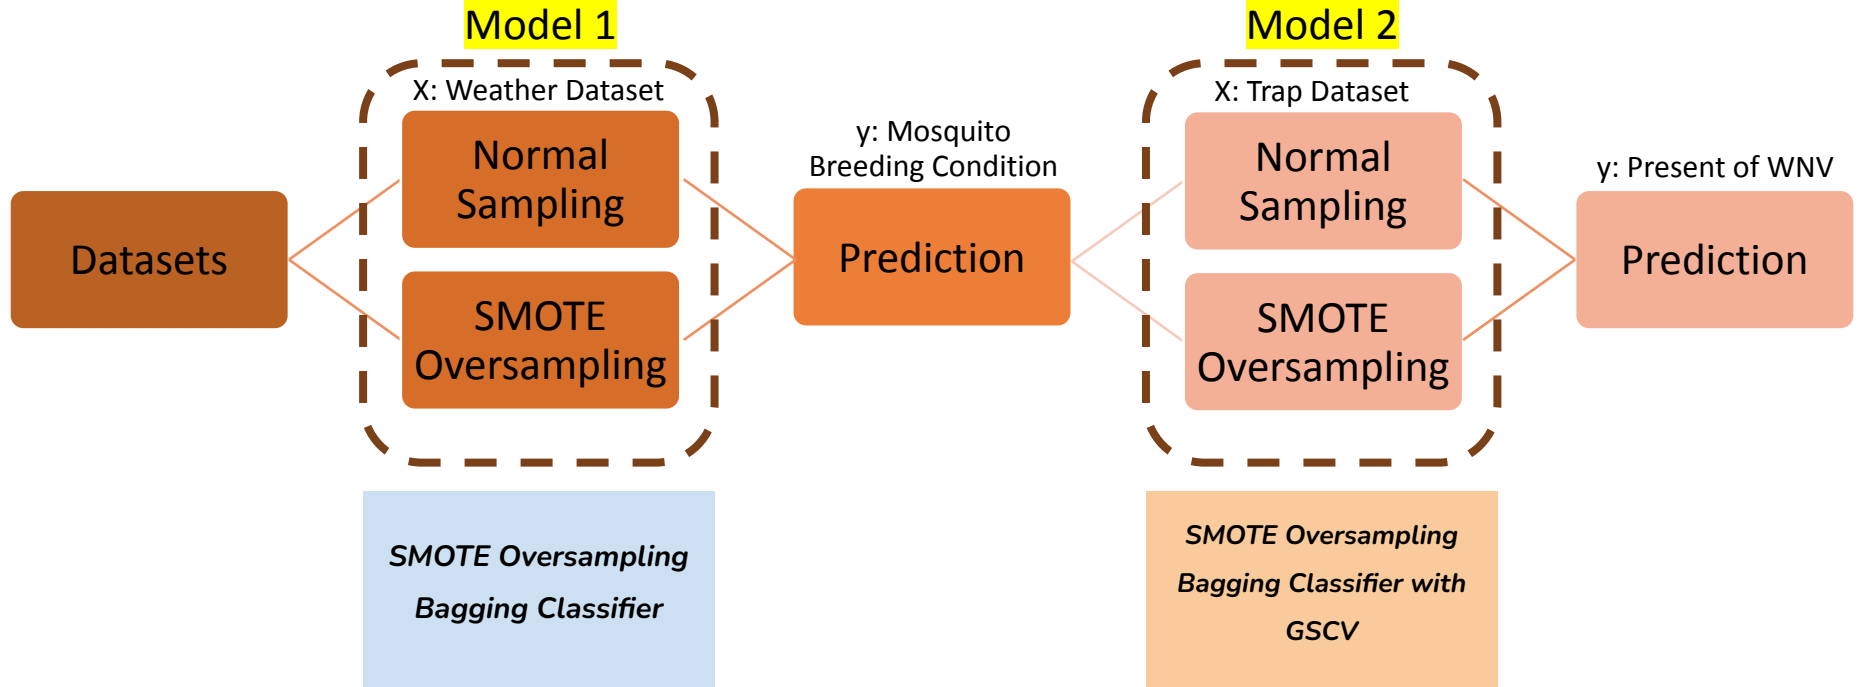 Model 1
Model 2
X: Weather Dataset
X: Trap Dataset
Datasets
Normal
Sampling
SMOTE
Oversampling
y: Mosquito
Breeding Condition
Prediction
Normal
Sampling
SMOTE
Oversampling
y: Present of WNV
Prediction
SMOTE Oversampling
Bagging Classifier
SMOTE Oversampling
Bagging Classifier with
GSCV